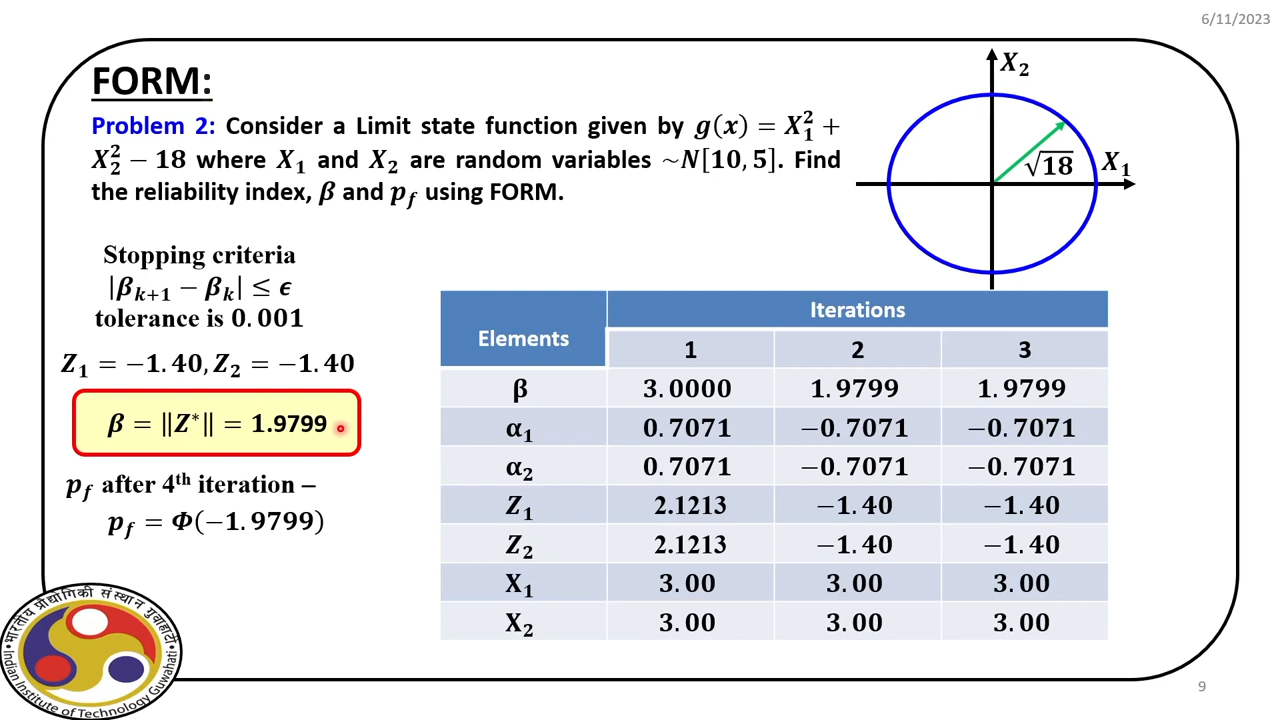 6/11/2023
FORM:
Problem 2: Consider a Limit state function given by g(x) = X₁² +
X₂² − 18 where X₁ and X₂ are random variables ~N[10, 5]. Find
the reliability index, β and p_f using FORM.
X₂
√18
X₁
Stopping criteria
|β_{k+1} − β_k| ≤ ϵ
tolerance is 0.001
Z₁ = −1.40, Z₂ = −1.40
β = ‖Z*‖ = 1.9799
p_f after 4th iteration –
p_f = Φ(−1.9799)
Elements Iterations
1 2 3
β 3.0000 1.9799 1.9799
α₁ 0.7071 −0.7071 −0.7071
α₂ 0.7071 −0.7071 −0.7071
Z₁ 2.1213 −1.40 −1.40
Z₂ 2.1213 −1.40 −1.40
X₁ 3.00 3.00 3.00
X₂ 3.00 3.00 3.00
भारतीय प्रौद्योगिकी संस्थान गुवाहाटी
Indian Institute of Technology Guwahati
9